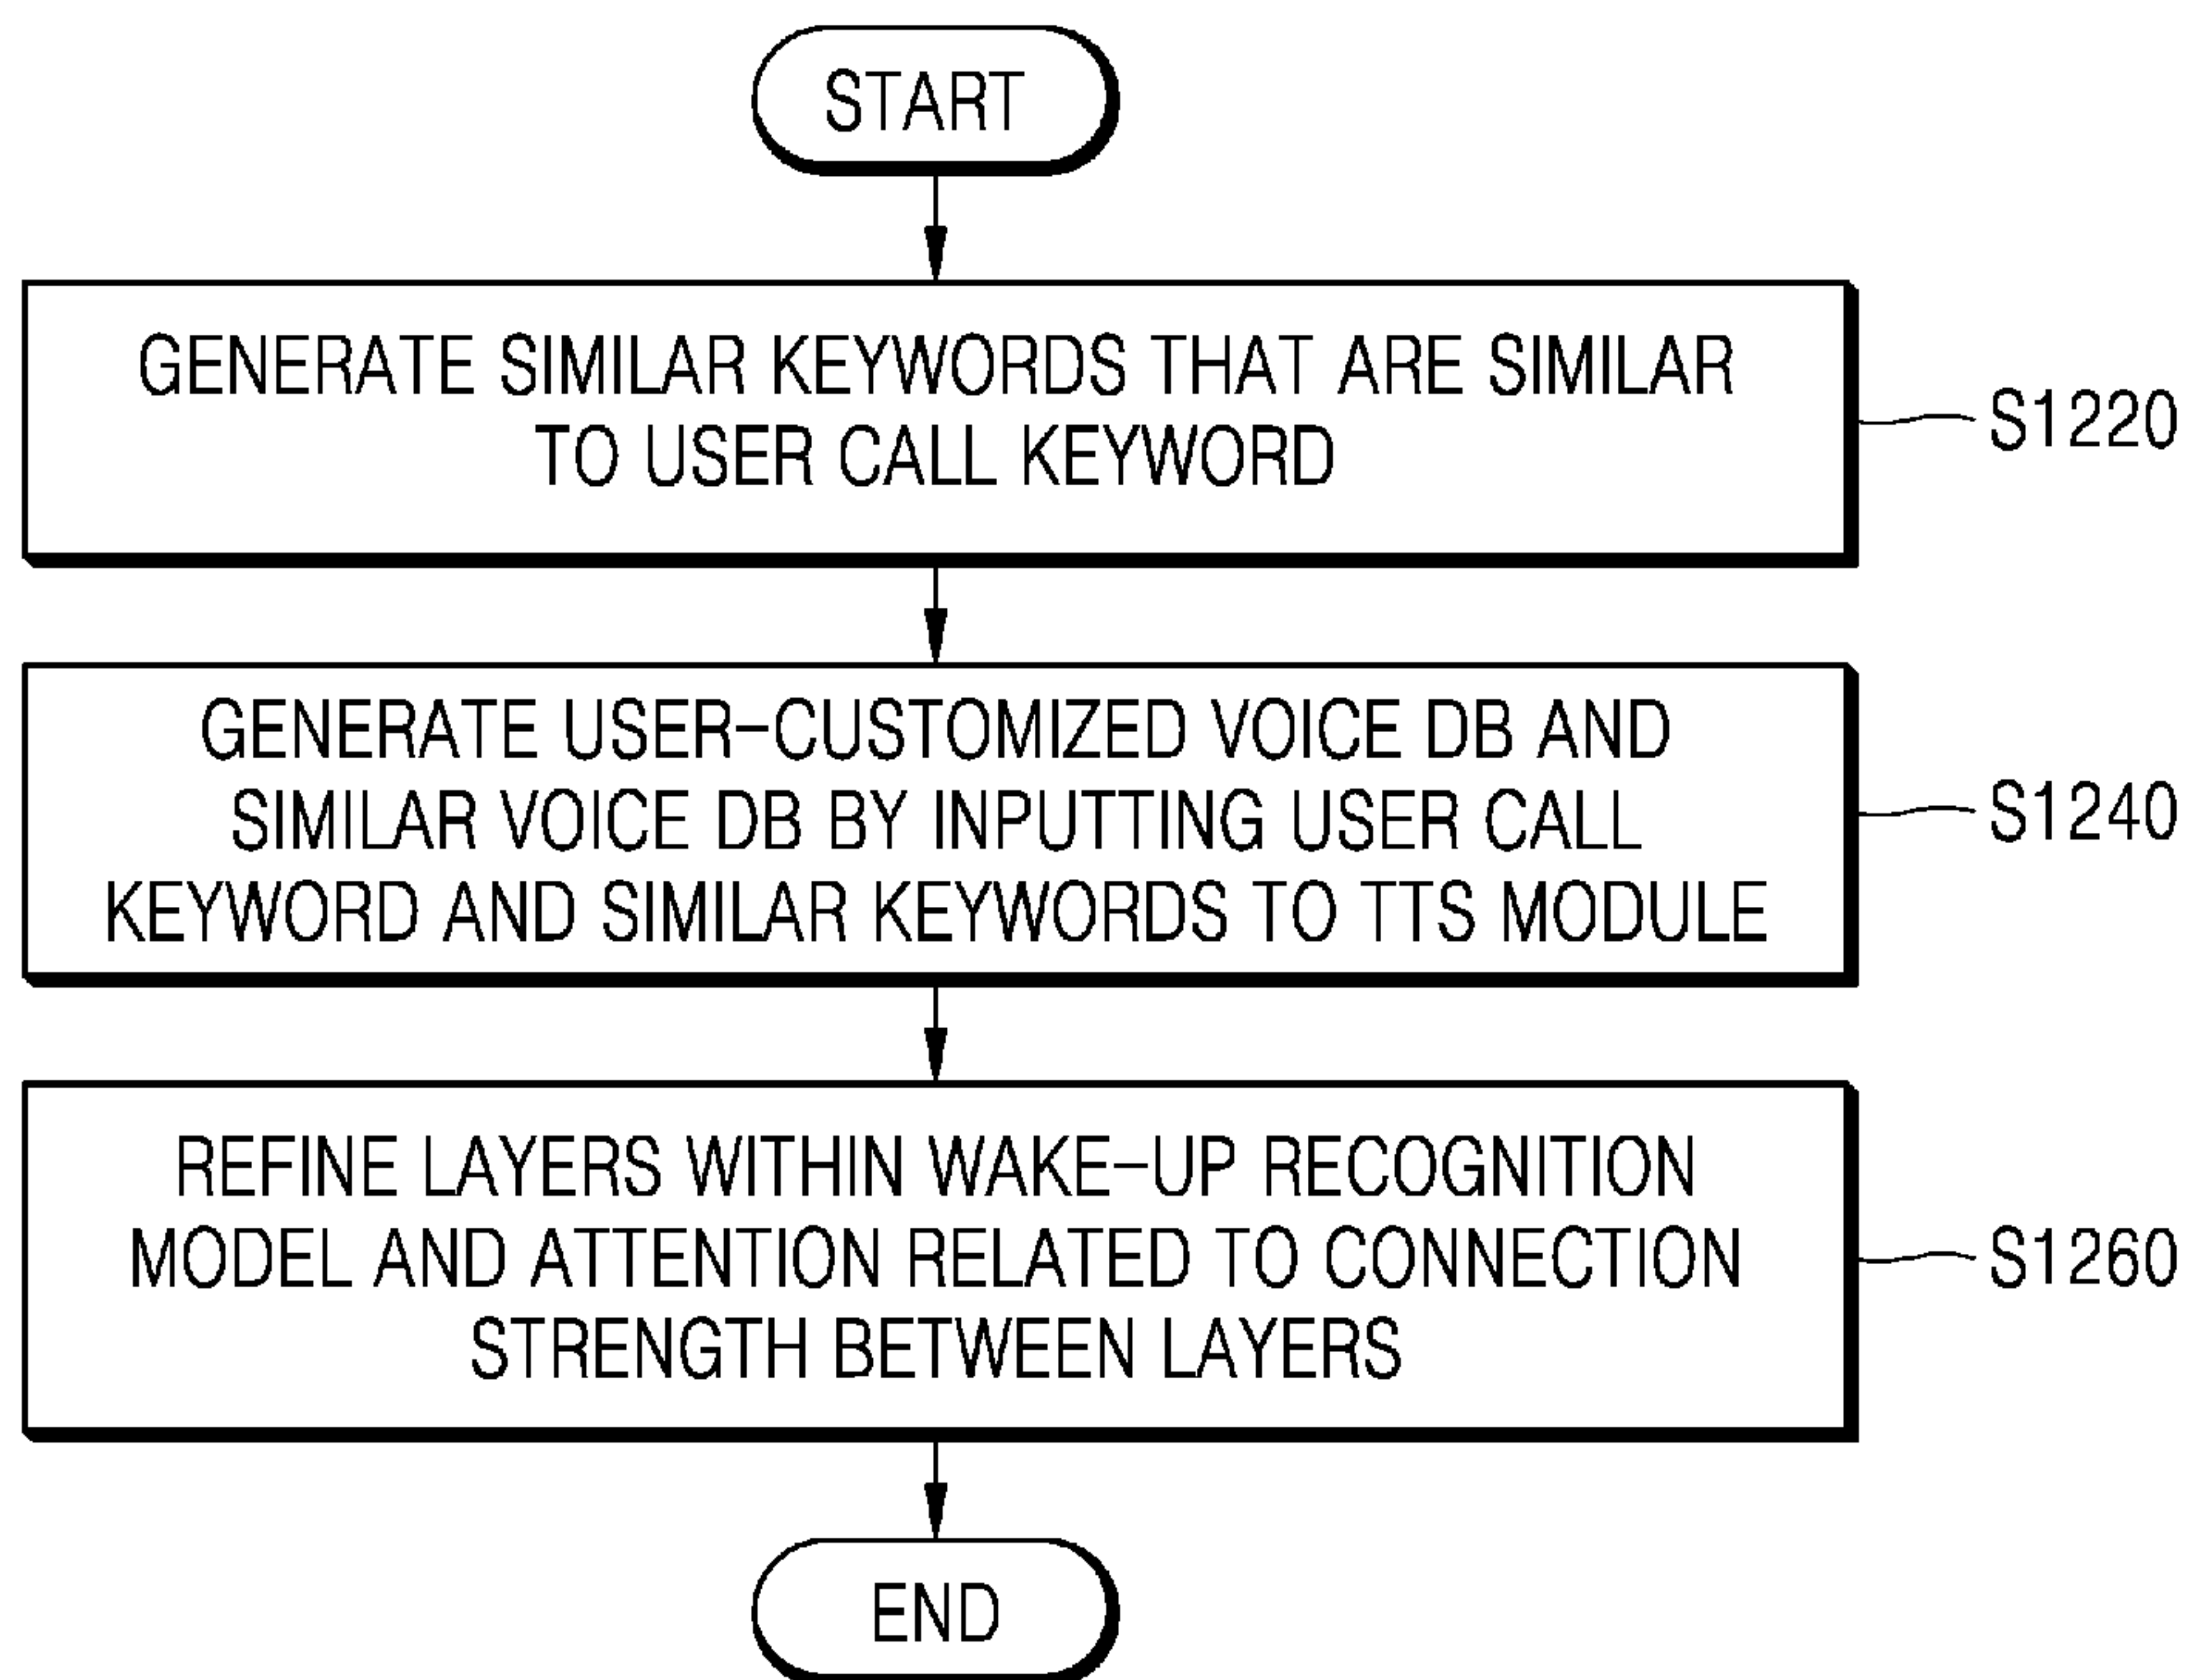 START
GENERATE SIMILAR KEYWORDS THAT ARE SIMILAR
TO USER CALL KEYWORD
S1220
GENERATE USER-CUSTOMIZED VOICE DB AND
SIMILAR VOICE DB BY INPUTTING USER CALL
KEYWORD AND SIMILAR KEYWORDS TO TTS MODULE
S1240
REFINE LAYERS WITHIN WAKE-UP RECOGNITION
MODEL AND ATTENTION RELATED TO CONNECTION
STRENGTH BETWEEN LAYERS
S1260
END